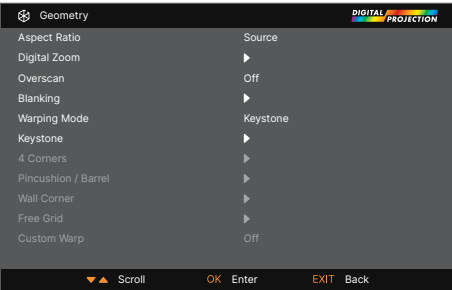 Geometry
DIGITAL
PROJECTION
Aspect Ratio Source
Digital Zoom
Overscan Off
Blanking
Warping Mode Keystone
Keystone
4 Corners
Pincushion / Barrel
Wall Corner
Free Grid
Custom Warp Off
Scroll OK Enter EXIT Back